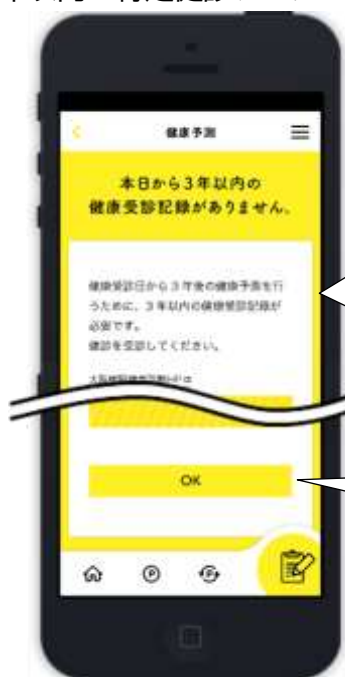 健康予測
本日から3年以内の
健康受診記録がありません。
健康受診日から3年後の健康予測を行
うために、3年以内の健康受診記録が
必要です。
健診を受診してください。
OK
P
P